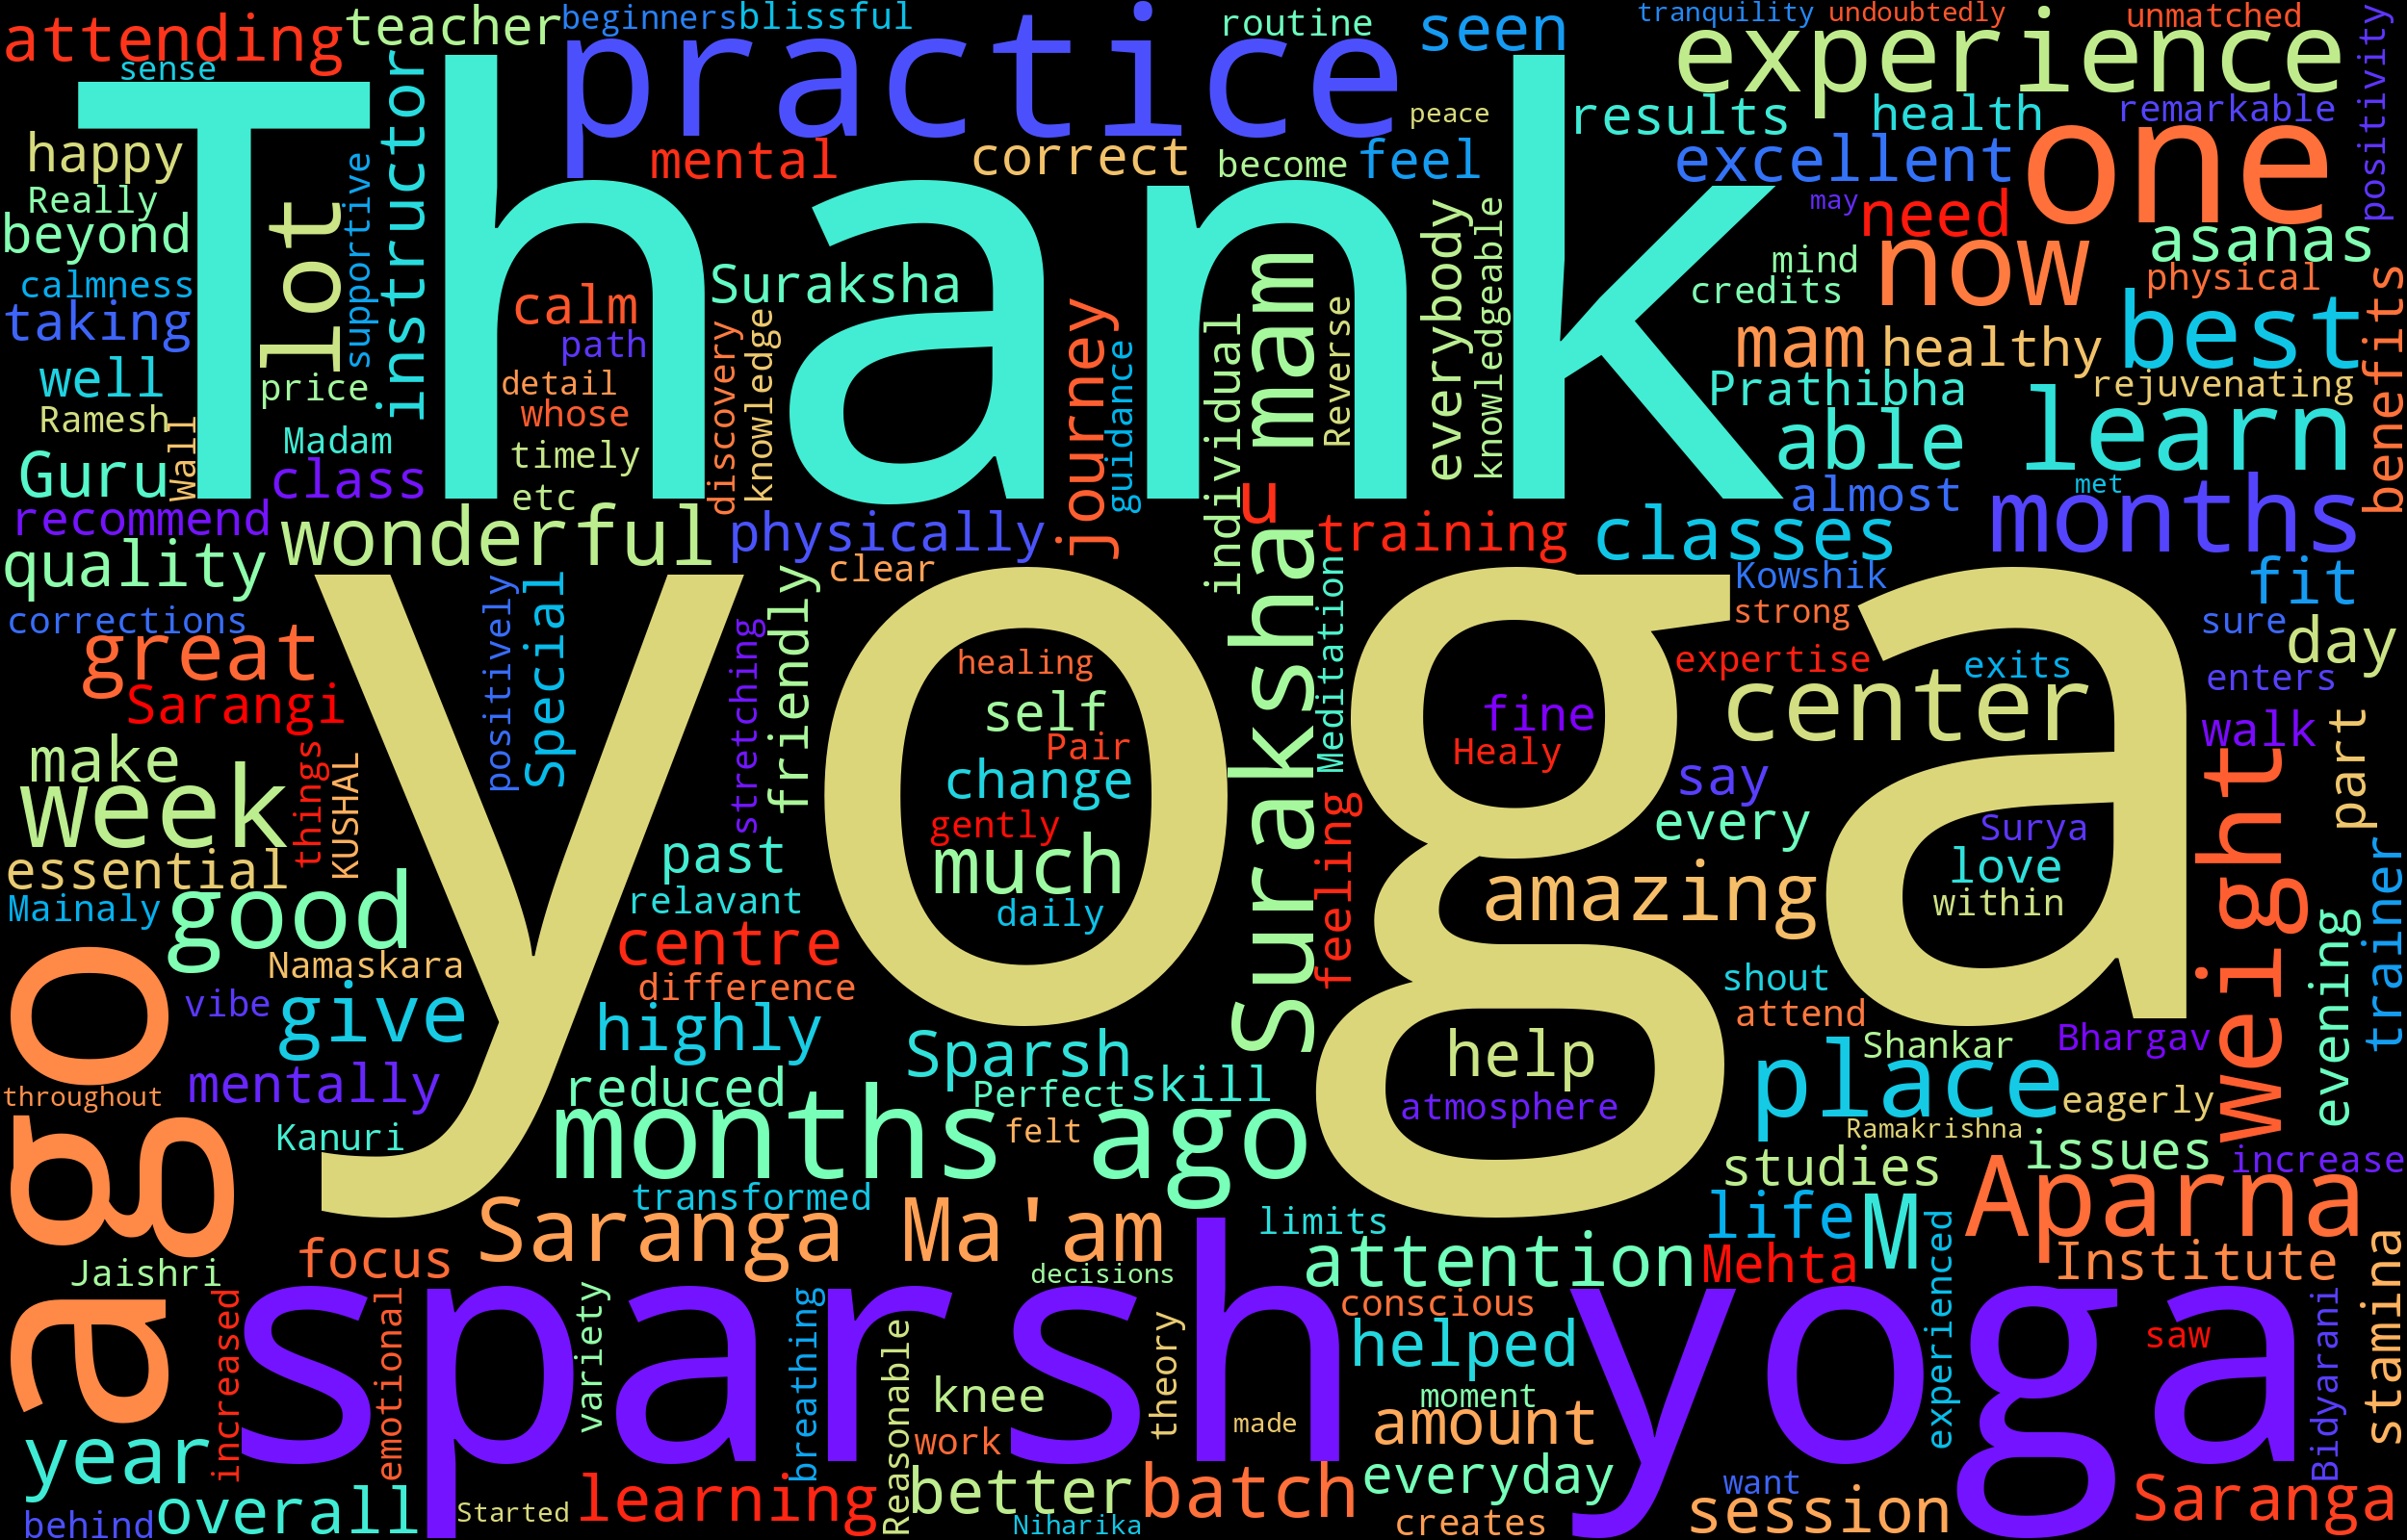 attending
teacher
beginners
blissful
practice
routine
seen
tranquility
undoubtedly
unmatched
experience
positivity
sense
instructor
Thank
peace
results
health
remarkable
one
happy
mental
correct
become
feel
excellent
Really
supportive
lot
beyond
may
need
now
asanas
calmness
taking
calm
Suraksha
path
mind
credits
physical
best
benefits
well
price
detail
whose
discovery
knowledge
journey
guidance
individual
Suraksha mam
Reverse
everybody
knowledgeable
mam
healthy
Prathibha
rejuvenating
Ramesh
Wall
Madam
timely
able
learn
Guru
class
etc
almost
met
months
recommend
wonderful
physically
u
training
classes
quality
clear
Meditation
Kowshik
fit
corrections
positively
Special
friendly
yoga
strong
sure
day
great
stretching
healing
expertise
exits
enters
Sarangi
self
fine
center
walk
part
make
things
KUSHAL
Pair
Healy
week
change
say
weight
gently
feeling
every
Surya
essential
past
much
love
trainer
Mainaly
good
relavant
daily
amazing
within
evening
ago
Namaskara
centre
vibe
difference
shout
give
highly
attend
Sparsh
help
Shankar
Bhargav
throughout
mentally
reduced
Perfect
skill
atmosphere
place
eagerly
Kanuri
months ago
felt
Ramakrishna
studies
issues
increase
transformed
Saranga Ma'am
limits
life
M
Aparna
Jaishri
focus
decisions
attention
Mehta
experienced
Institute
stamina
increased
emotional
sparsh yoga
variety
breathing
Reasonable
theory
conscious
helped
saw
Bidyarani
knee
moment
year
work
made
amount
behind
overall
Started
learning
better
batch
everyday
want
session
Saranga
Niharika
creates